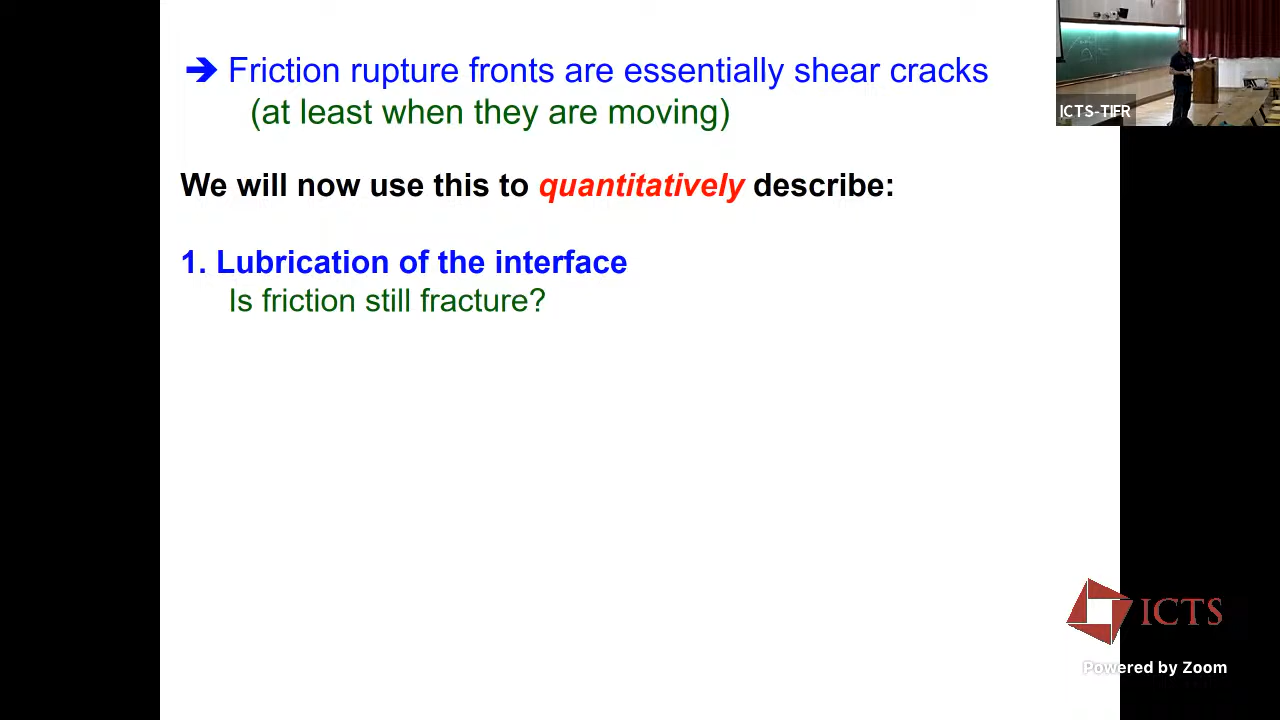 ➔ Friction rupture fronts are essentially shear cracks
(at least when they are moving)
We will now use this to quantitatively describe:
1. Lubrication of the interface
Is friction still fracture?
ICTS-TIFR
ICTS
Powered by Zoom